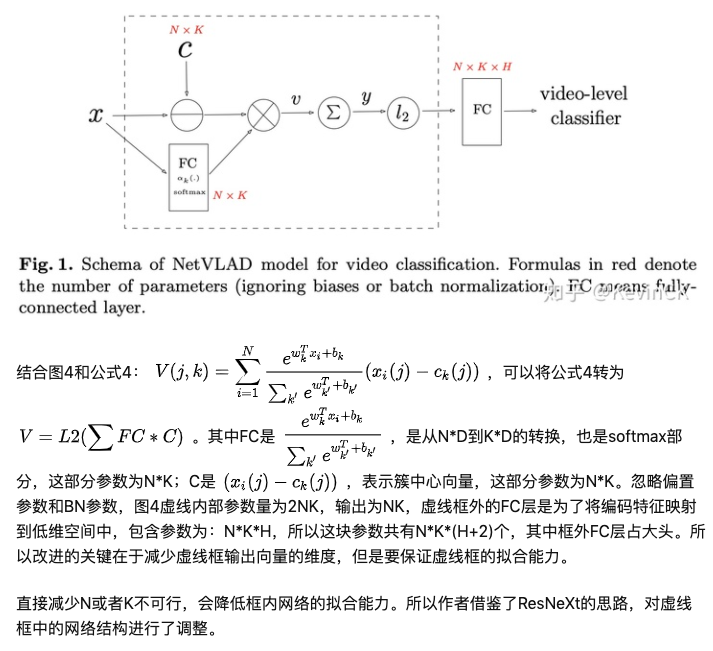 N × K
C
N × K × H
x
v
Σ
y
l₂
FC
video-level
classifier
FC
αₖ(.)
softmax
N × K
Fig. 1. Schema of NetVLAD model for video classification. Formulas in red denote
the number of parameters (ignoring biases or batch normalization). FC means fully-
connected layer.
知乎 @KevinCK
结合图4和公式4： V(j, k) = \sum_{i=1}^{N} \frac{e^{w_k^T x_i + b_k}}{\sum_{k'} e^{w_{k'}^T + b_{k'}}} (x_i(j) − c_k(j)) ，可以将公式4转为
V = L2(∑ FC * C) 。其中FC是 \frac{e^{w_k^T x_i + b_k}}{\sum_{k'} e^{w_{k'}^T + b_{k'}}} ，是从N*D到K*D的转换，也是softmax部
分，这部分参数为N*K；C是 (x_i(j) − c_k(j)) ，表示簇中心向量，这部分参数为N*K。忽略偏置
参数和BN参数，图4虚线内部参数量为2NK，输出为NK，虚线框外的FC层是为了将编码特征映射
到低维空间中，包含参数为：N*K*H，所以这块参数共有N*K*(H+2)个，其中框外FC层占大头。所
以改进的关键在于减少虚线框输出向量的维度，但是要保证虚线框的拟合能力。
直接减少N或者K不可行，会降低框内网络的拟合能力。所以作者借鉴了ResNeXt的思路，对虚线
框中的网络结构进行了调整。